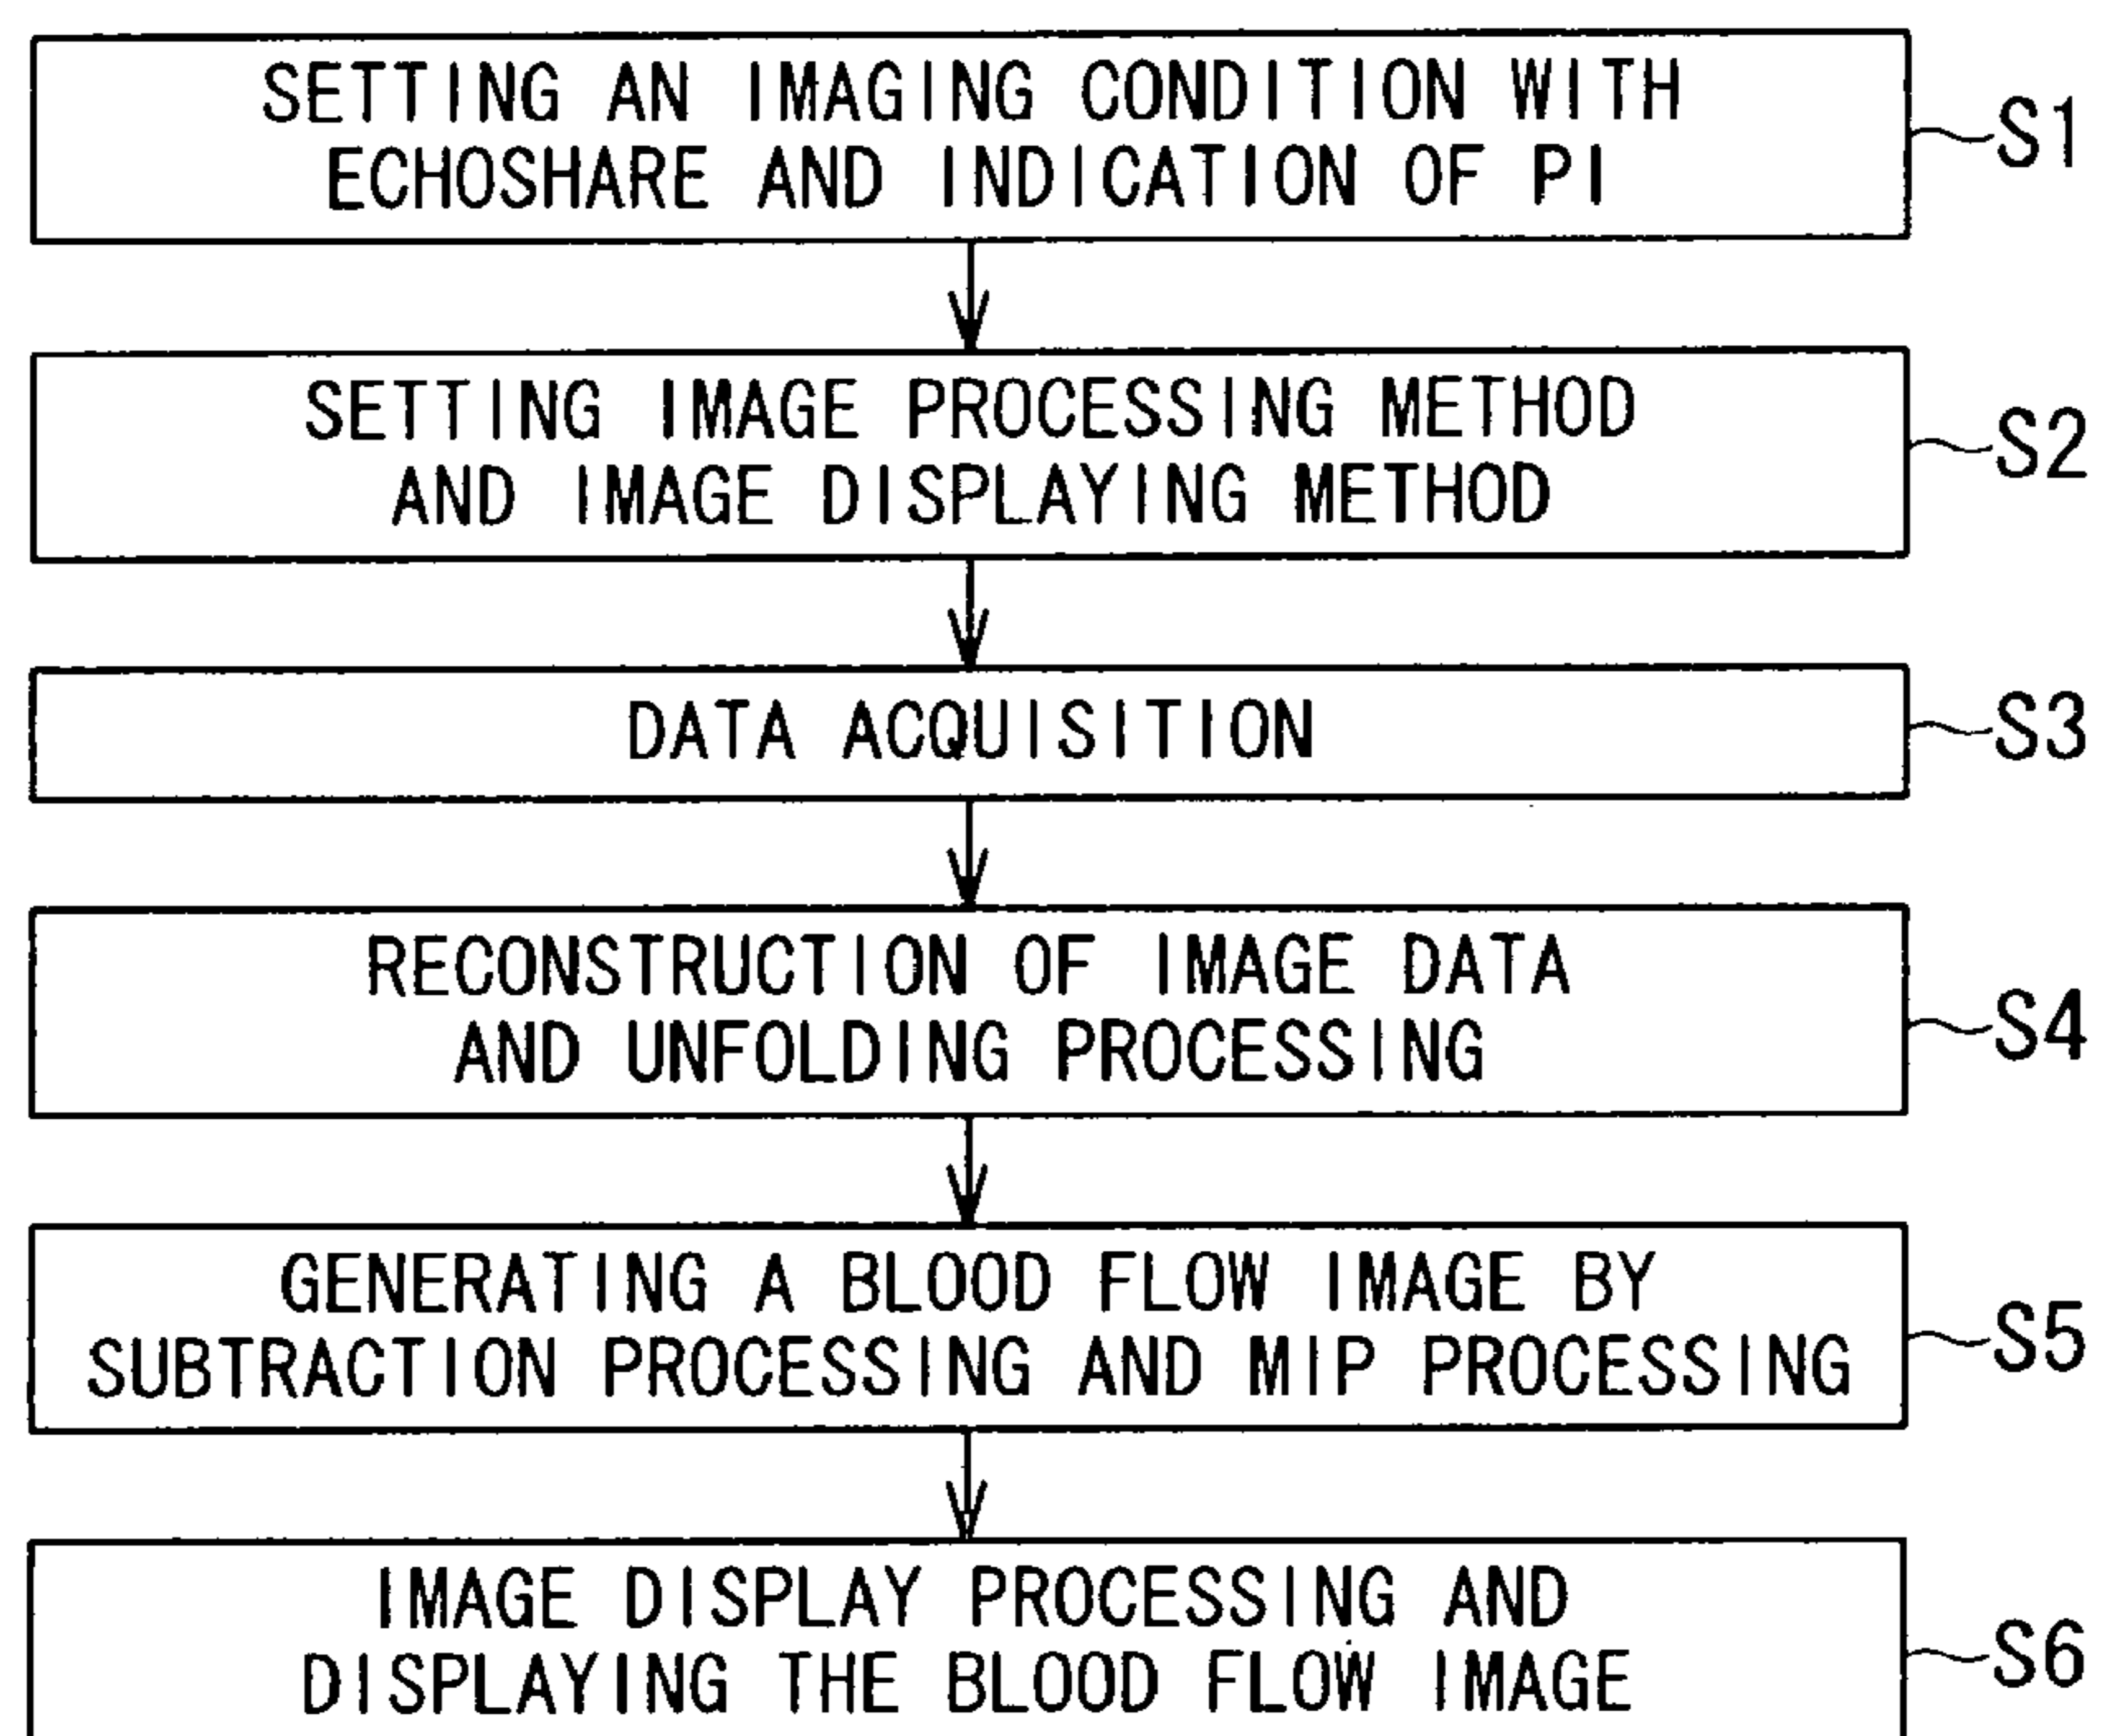 SETTING AN IMAGING CONDITION WITH
ECHOSHARE AND INDICATION OF PI
S1
SETTING IMAGE PROCESSING METHOD
AND IMAGE DISPLAYING METHOD
S2
DATA ACQUISITION
S3
RECONSTRUCTION OF IMAGE DATA
AND UNFOLDING PROCESSING
S4
GENERATING A BLOOD FLOW IMAGE BY
SUBTRACTION PROCESSING AND MIP PROCESSING
S5
IMAGE DISPLAY PROCESSING AND
DISPLAYING THE BLOOD FLOW IMAGE
S6